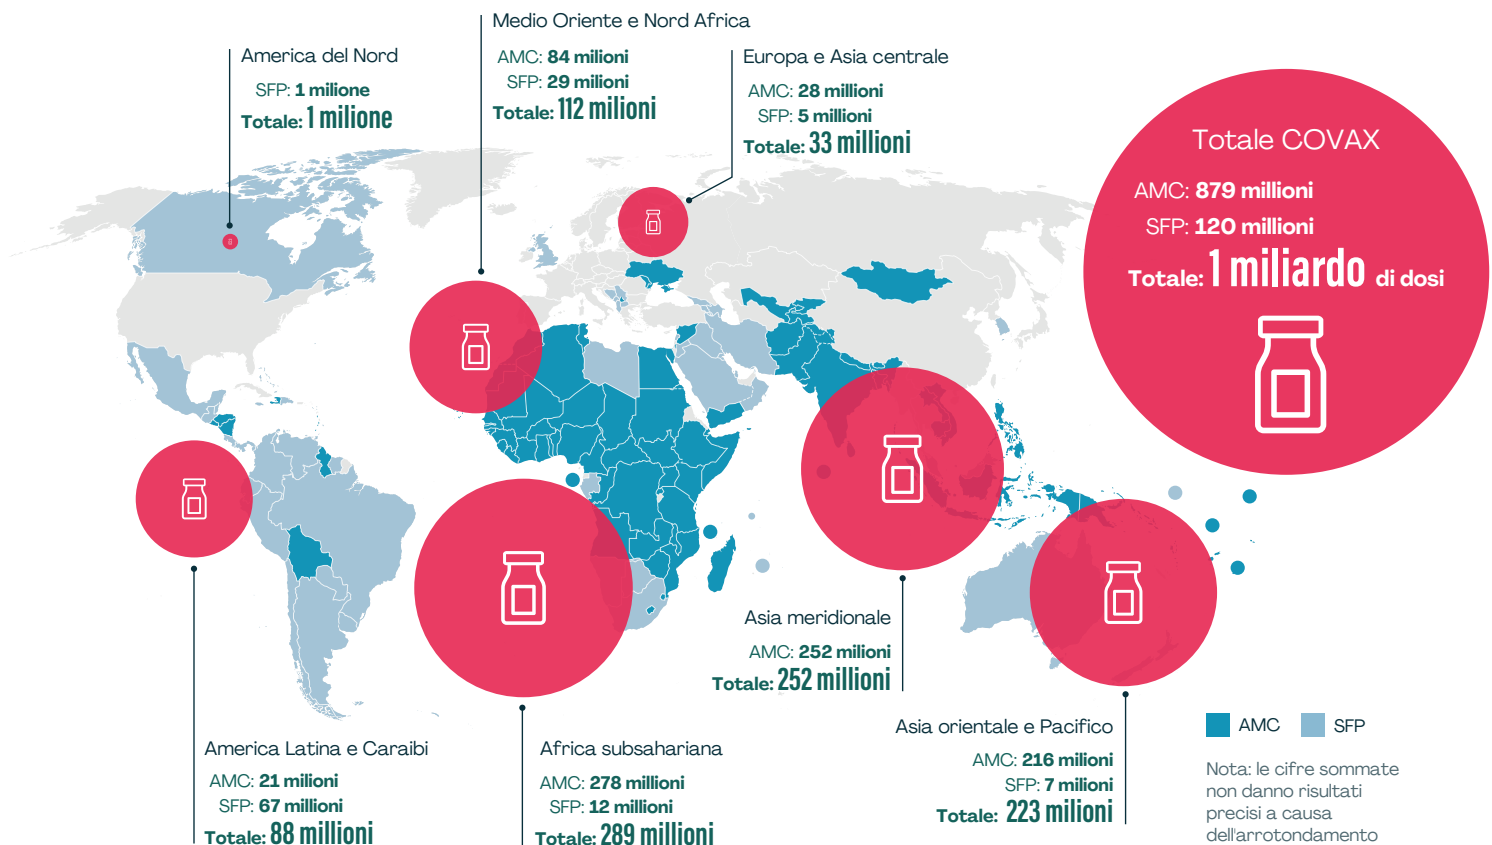 Medio Oriente e Nord Africa
AMC: 84 milioni
SFP: 29 milioni
Totale: 112 milioni
America del Nord
SFP: 1 milione
Totale: 1 milione
Europa e Asia centrale
AMC: 28 millioni
SFP: 5 millioni
Totale: 33 millioni
Totale COVAX
AMC: 879 millioni
SFP: 120 millioni
Totale: 1 miliardo di dosi
Asia meridionale
AMC: 252 milioni
Totale: 252 millioni
Asia orientale e Pacifico
AMC: 216 milioni
SFP: 7 milioni
Totale: 223 milioni
America Latina e Caraibi
AMC: 21 milioni
SFP: 67 milioni
Totale: 88 millioni
Africa subsahariana
AMC: 278 millioni
SFP: 12 millioni
Totale: 289 millioni
AMC
SFP
Nota: le cifre sommate
non danno risultati
precisi a causa
dell'arrotondamento